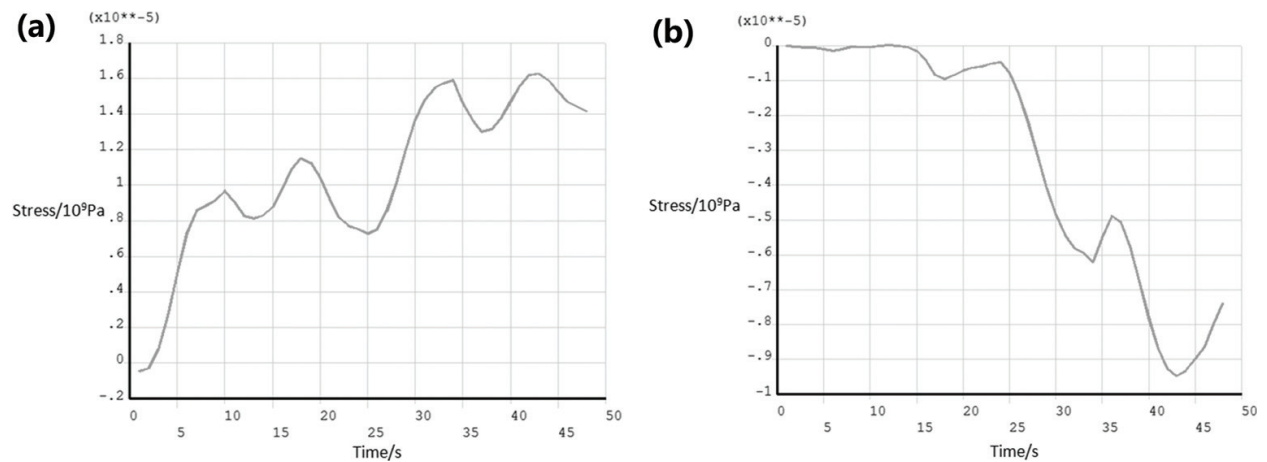 (a)
(x10**-5)
1.8
1.6
1.4
1.2
1
.8
.6
.4
.2
0
-.2
Stress/10⁹Pa
0 10 20 30 40 50
5 15 25 35 45
Time/s
(b)
(x10**-5)
0
-.1
-.2
-.3
-.4
-.5
-.6
-.7
-.8
-.9
-1
Stress/10⁹Pa
0 10 20 30 40 50
5 15 25 35 45
Time/s